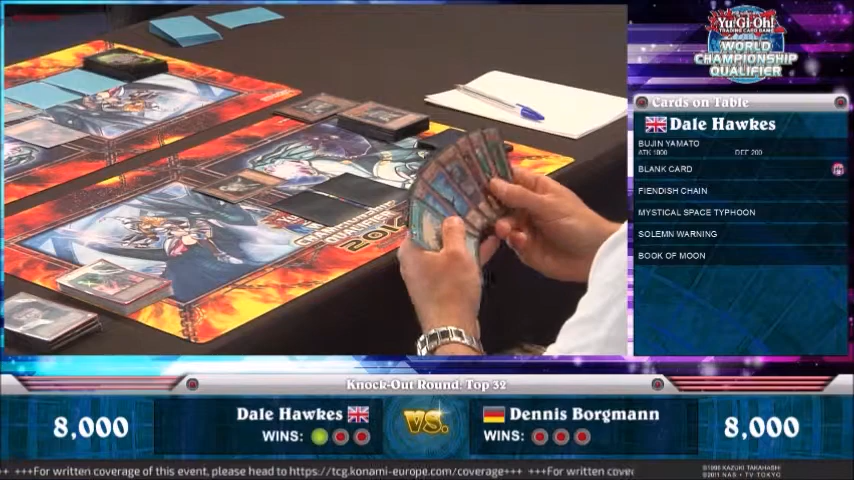 Yu-Gi-Oh!
TRADING CARD GAME
WORLD
CHAMPIONSHIP
QUALIFIER
Cards on Table
Dale Hawkes
BUJIN YAMATO
ATK 1800 DEF 200
BLANK CARD
FIENDISH CHAIN
MYSTICAL SPACE TYPHOON
SOLEMN WARNING
BOOK OF MOON
QUALIFIER
2014
Knock-Out Round, Top 32
8,000
Dale Hawkes
WINS:
VS.
Dennis Borgmann
WINS:
8,000
++ +++For written coverage of this event, please head to https://tcg.konami-europe.com/coverage+++ +++For written cover
©1996 KAZUKI TAKAHASHI
©2011 NAS • TV TOKYO